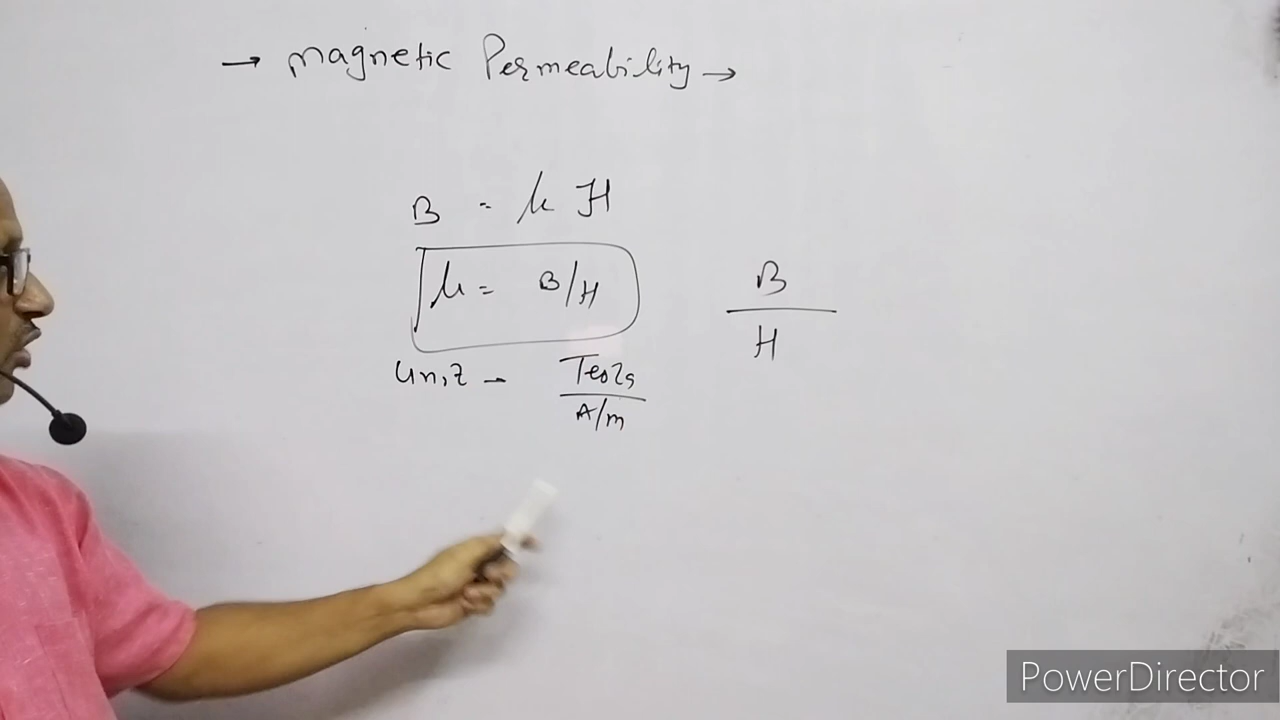 → Magnetic Permeability →
B = μ H
μ = B/H
B
H
Unit - Tesla
A/m
PowerDirector